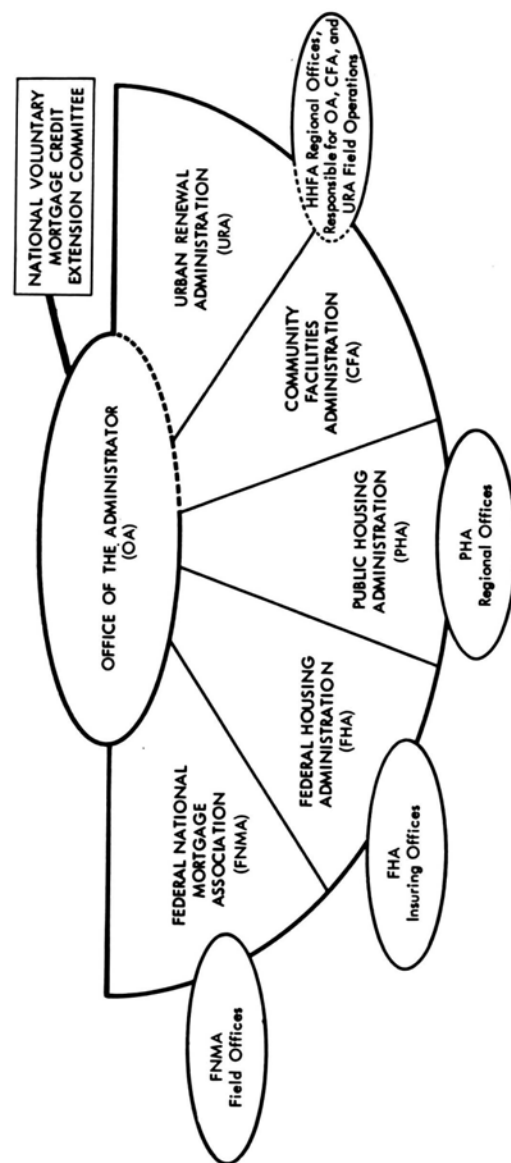 NATIONAL VOLUNTARY
MORTGAGE CREDIT
EXTENSION COMMITTEE
OFFICE OF THE ADMINISTRATOR
(OA)
FEDERAL NATIONAL
MORTGAGE
ASSOCIATION
(FNMA)
FEDERAL HOUSING
ADMINISTRATION
(FHA)
PUBLIC HOUSING
ADMINISTRATION
(PHA)
COMMUNITY
FACILITIES
ADMINISTRATION
(CFA)
URBAN RENEWAL
ADMINISTRATION
(URA)
FNMA
Field Offices
FHA
Insuring Offices
PHA
Regional Offices
HHFA Regional Offices,
Responsible for OA, CFA, and
URA Field Operations